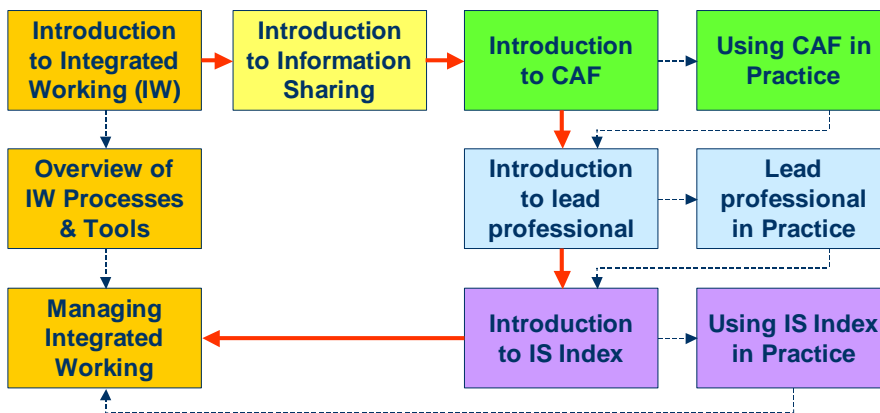 Introduction
to Integrated
Working (IW)
Introduction
to Information
Sharing
Introduction
to CAF
Using CAF in
Practice
Overview of
IW Processes
& Tools
Introduction
to lead
professional
Lead
professional
in Practice
Managing
Integrated
Working
Introduction
to IS Index
Using IS Index
in Practice